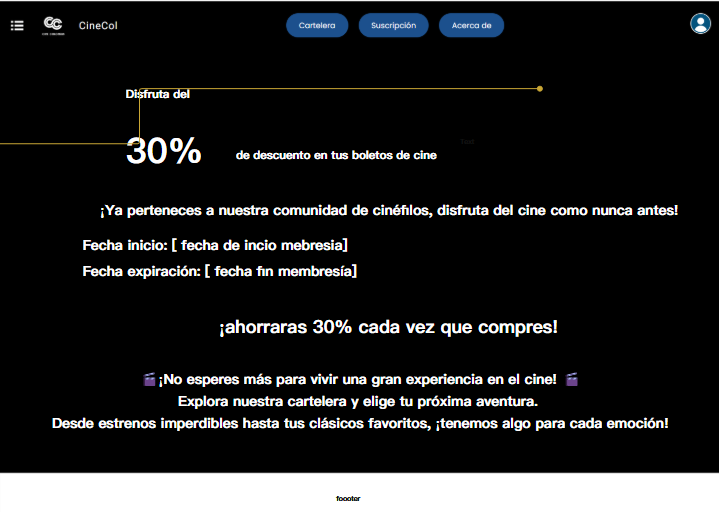 CineCol
Cartelera
Suscripción
Acerca de
Disfruta del
30%
de descuento en tus boletos de cine
¡Ya perteneces a nuestra comunidad de cinéfilos, disfruta del cine como nunca antes!
Fecha inicio: [ fecha de incio mebresia]
Fecha expiración: [ fecha fin membresía]
¡ahorraras 30% cada vez que compres!
¡No esperes más para vivir una gran experiencia en el cine!
Explora nuestra cartelera y elige tu próxima aventura.
Desde estrenos imperdibles hasta tus clásicos favoritos, ¡tenemos algo para cada emoción!
foooter